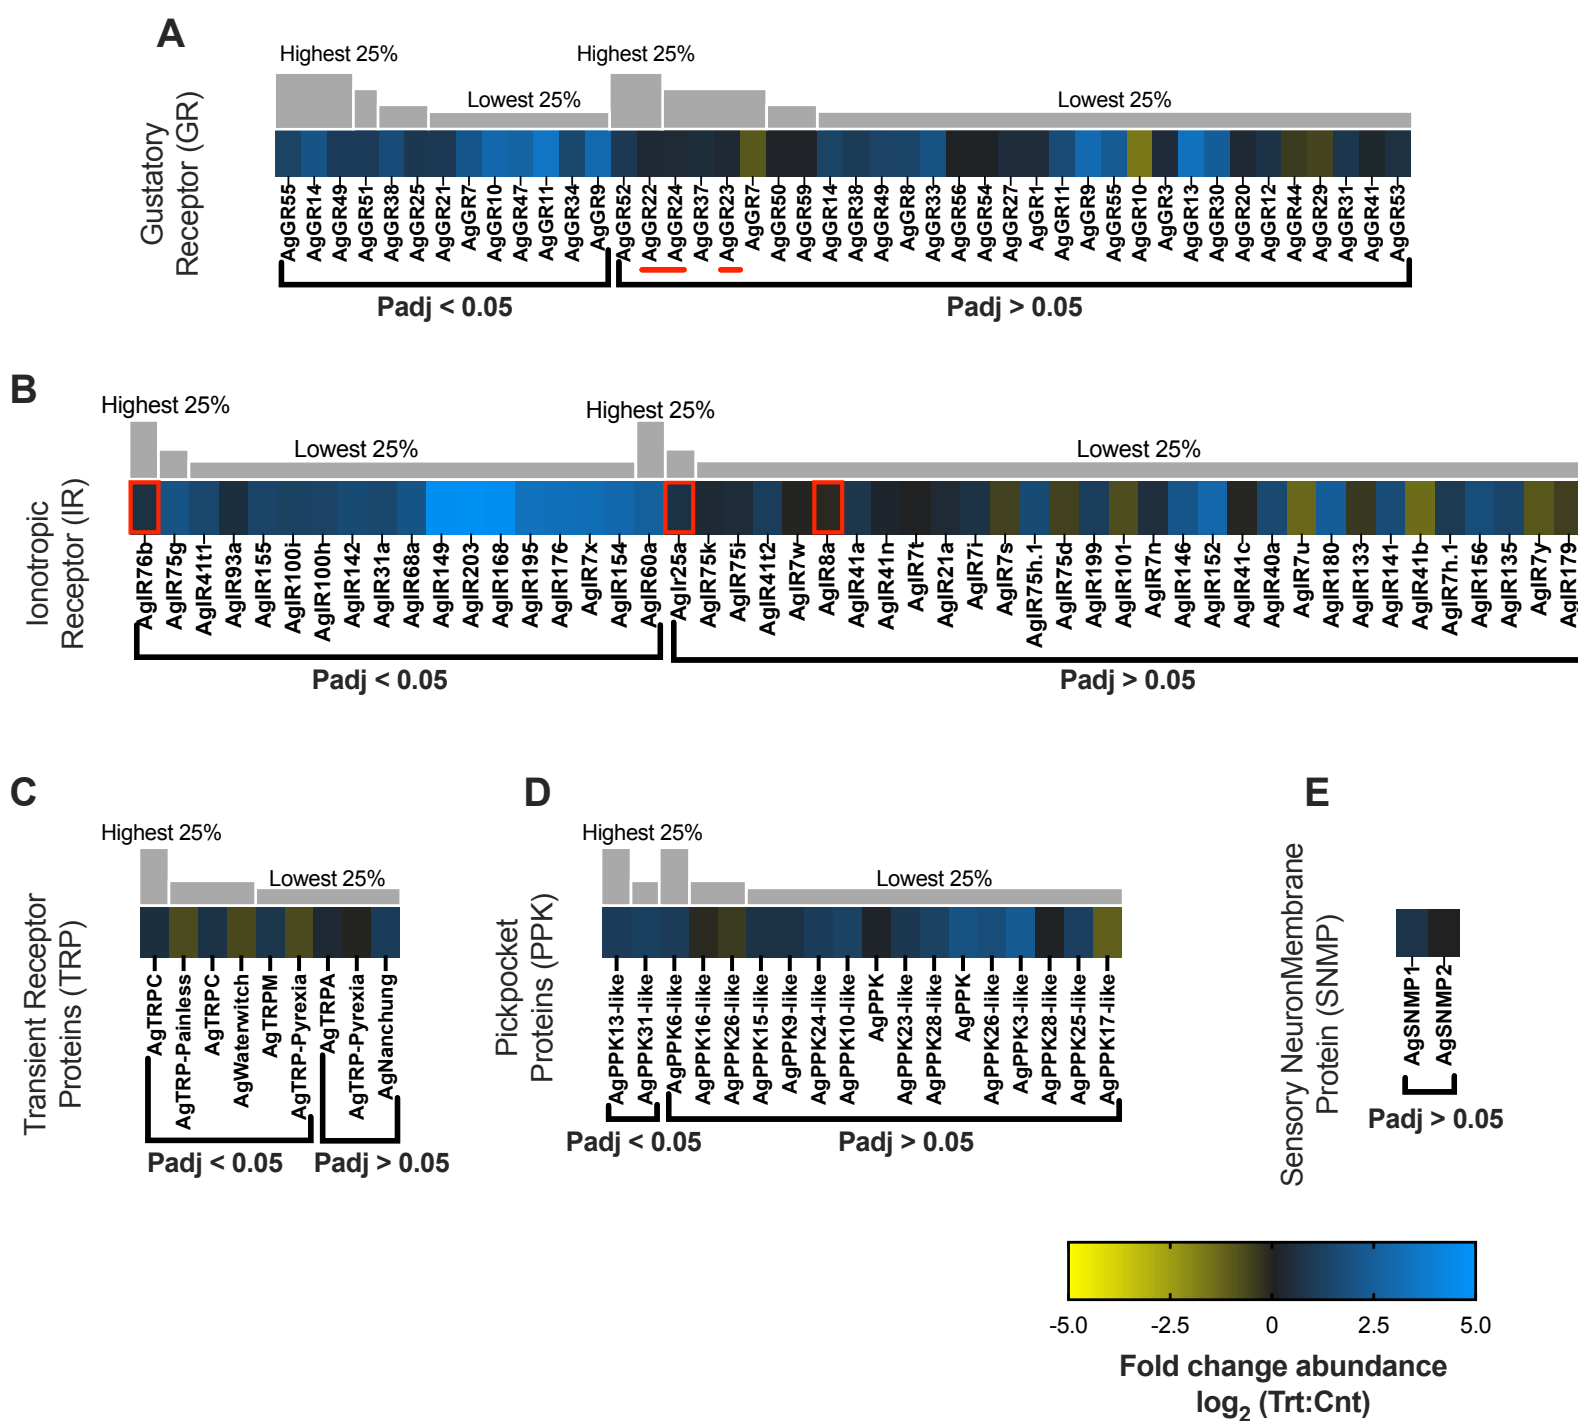 A
Highest 25%
Highest 25%
Lowest 25%
Lowest 25%
Gustatory
Receptor (GR)
AgGR55
AgGR14
AgGR49
AgGR51
AgGR38
AgGR25
AgGR21
AgGR7
AgGR10
AgGR47
AgGR11
AgGR34
AgGR9
AgGR52
AgGR22
AgGR24
AgGR37
AgGR23
AgGR7
AgGR50
AgGR59
AgGR14
AgGR38
AgGR49
AgGR8
AgGR33
AgGR56
AgGR54
AgGR27
AgGR1
AgGR11
AgGR9
AgGR55
AgGR10
AgGR3
AgGR13
AgGR30
AgGR20
AgGR12
AgGR44
AgGR29
AgGR31
AgGR41
AgGR53
Padj < 0.05
Padj > 0.05
B
Highest 25%
Highest 25%
Lowest 25%
Lowest 25%
Ionotropic
Receptor (IR)
AgIR76b
AgIR75g
AgIR41t1
AgIR93a
AgIR155
AgIR100i
AgIR100h
AgIR142
AgIR31a
AgIR68a
AgIR149
AgIR203
AgIR168
AgIR195
AgIR176
AgIR7x
AgIR154
AgIR60a
AgIr25a
AgIR75k
AgIR75i
AgIR41t2
AgIR7w
AgIR8a
AgIR41a
AgIR41n
AgIR7t
AgIR21a
AgIR7i
AgIR7s
AgIR75h.1
AgIR75d
AgIR199
AgIR101
AgIR7n
AgIR146
AgIR152
AgIR41c
AgIR40a
AgIR7u
AgIR180
AgIR133
AgIR141
AgIR41b
AgIR7h.1
AgIR156
AgIR135
AgIR7y
AgIR179
Padj < 0.05
Padj > 0.05
C
Highest 25%
Lowest 25%
Transient Receptor
Proteins (TRP)
AgTRPC
AgTRP-Painless
AgTRPC
AgWaterwitch
AgTRPM
AgTRP-Pyrexia
AgTRPA
AgTRP-Pyrexia
AgNanchung
Padj < 0.05
Padj > 0.05
D
Highest 25%
Lowest 25%
Pickpocket
Proteins (PPK)
AgPPK13-like
AgPPK31-like
AgPPK6-like
AgPPK16-like
AgPPK26-like
AgPPK15-like
AgPPK9-like
AgPPK24-like
AgPPK10-like
AgPPK
AgPPK23-like
AgPPK28-like
AgPPK
AgPPK26-like
AgPPK3-like
AgPPK28-like
AgPPK25-like
AgPPK17-like
Padj < 0.05
Padj > 0.05
E
Sensory NeuronMembrane
Protein (SNMP)
AgSNMP1
AgSNMP2
Padj > 0.05
-5.0
-2.5
0
2.5
5.0
Fold change abundance
log2 (Trt:Cnt)